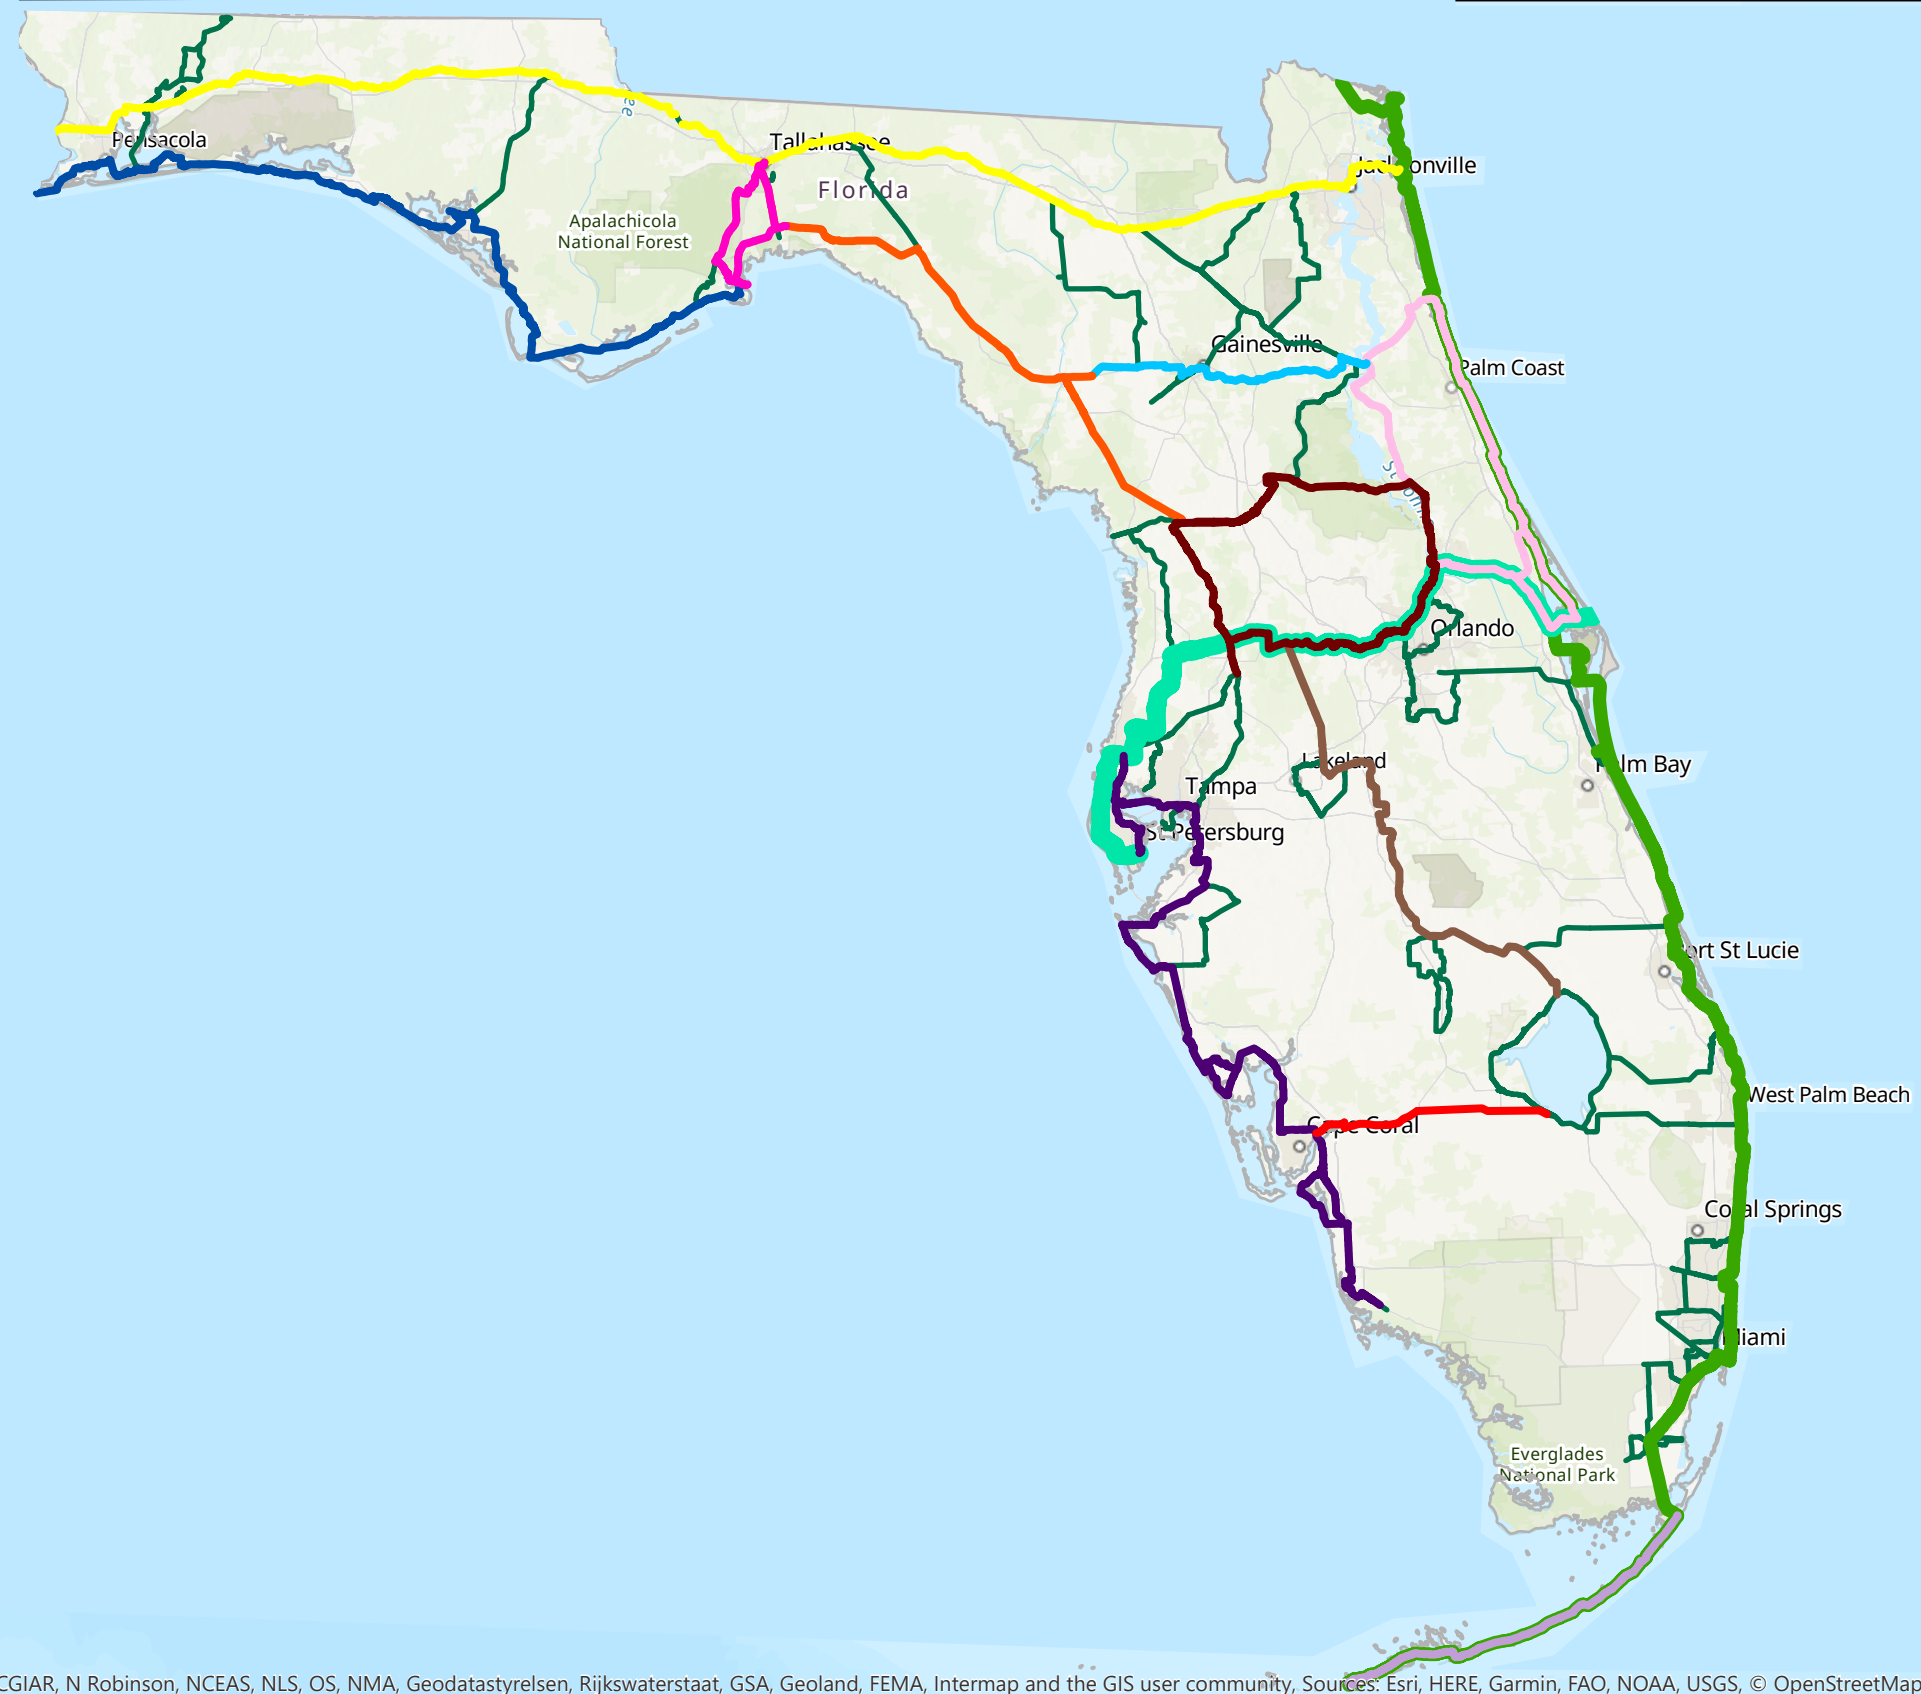 Pensacola
Tallahassee
Florida
Apalachicola
National Forest
Jacksonville
Gainesville
Palm Coast
Orlando
Palm Bay
Lakeland
Tampa
St Petersburg
Port St Lucie
West Palm Beach
Cape Coral
Coral Springs
Miami
Everglades
National Park
CGIAR, N Robinson, NCEAS, NLS, OS, NMA, Geodatastyrelsen, Rijkswaterstaat, GSA, Geoland, FEMA, Intermap and the GIS user community, Sources: Esri, HERE, Garmin, FAO, NOAA, USGS, © OpenStreetMap